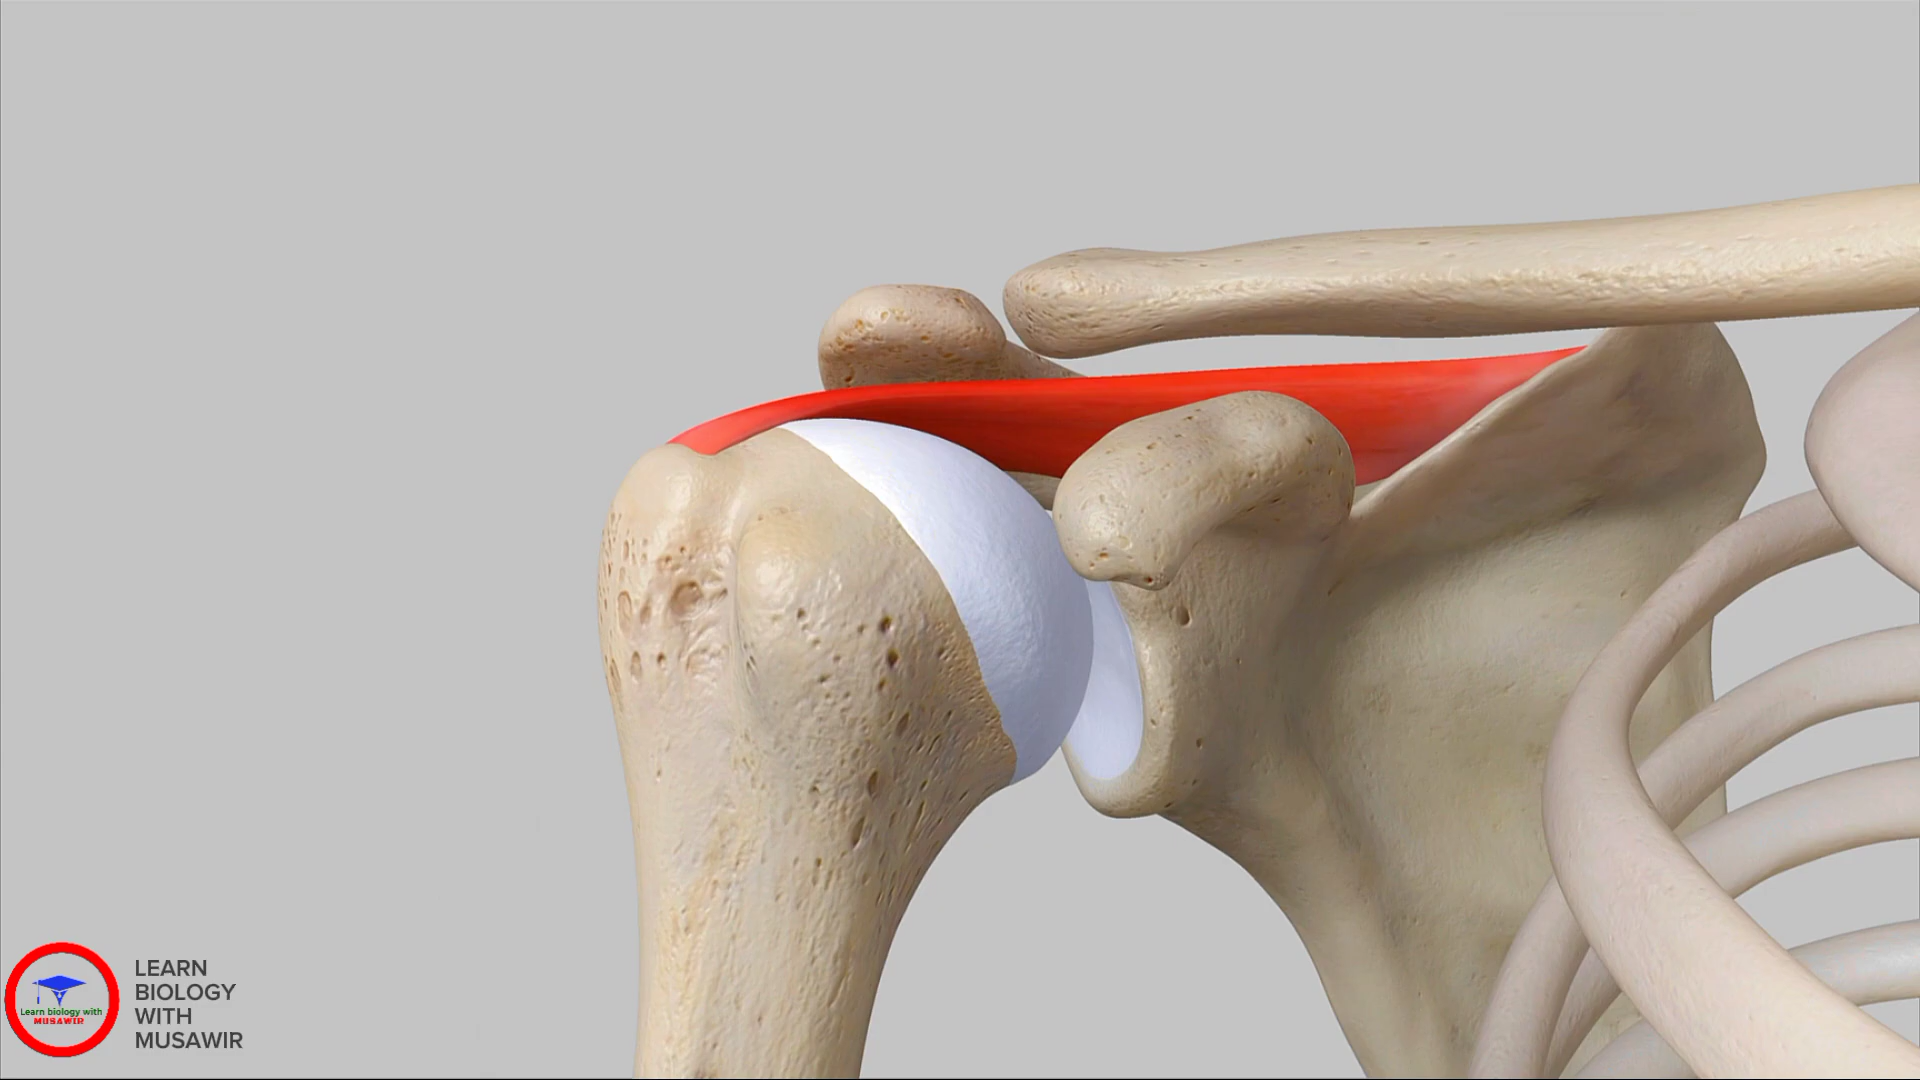 Learn biology with
MUSAWIR
LEARN
BIOLOGY
WITH
MUSAWIR